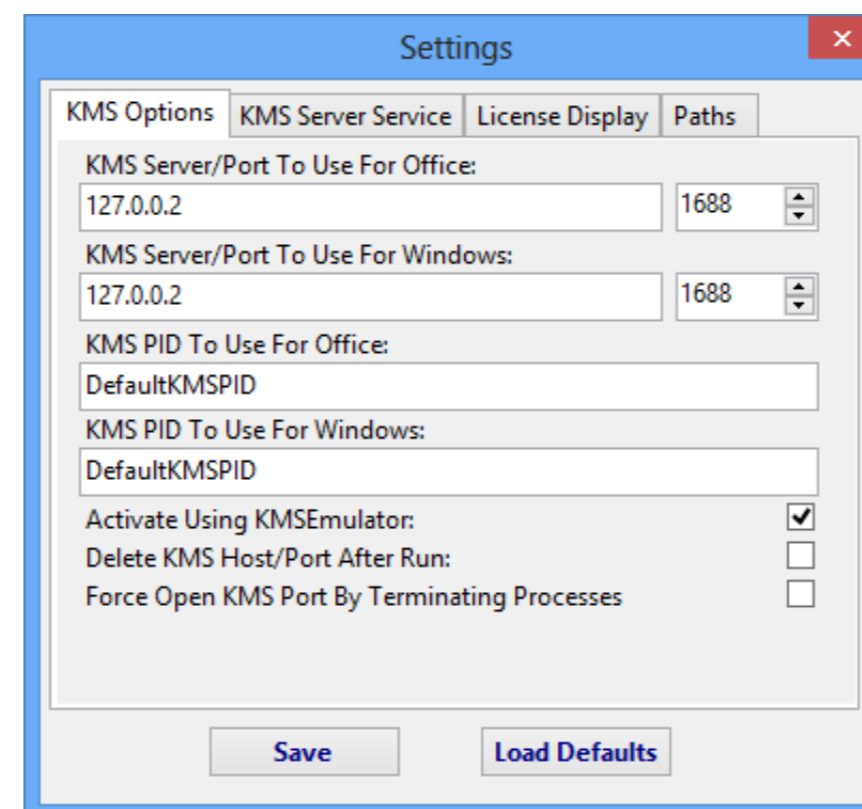 Settings
KMS Options KMS Server Service License Display Paths
KMS Server/Port To Use For Office:
127.0.0.2 1688
KMS Server/Port To Use For Windows:
127.0.0.2 1688
KMS PID To Use For Office:
DefaultKMSPID
KMS PID To Use For Windows:
DefaultKMSPID
Activate Using KMSEmulator:
Delete KMS Host/Port After Run:
Force Open KMS Port By Terminating Processes
Save Load Defaults